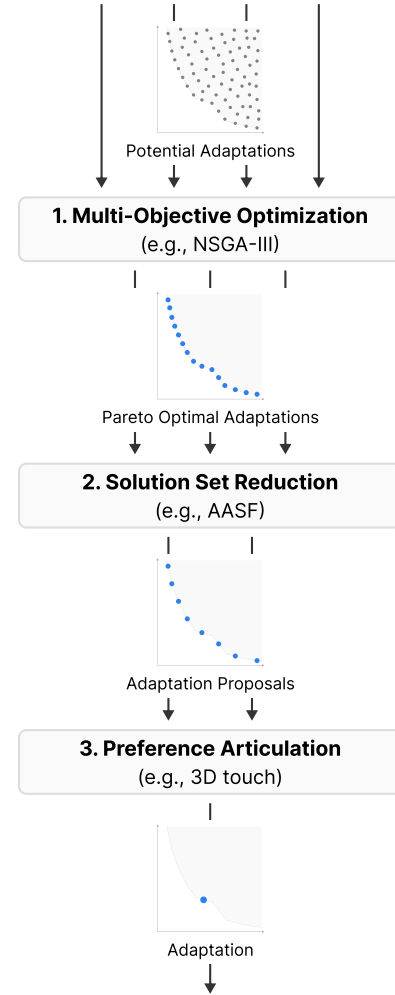 Potential Adaptations
1. Multi-Objective Optimization
(e.g., NSGA-III)
Pareto Optimal Adaptations
2. Solution Set Reduction
(e.g., AASF)
Adaptation Proposals
3. Preference Articulation
(e.g., 3D touch)
Adaptation